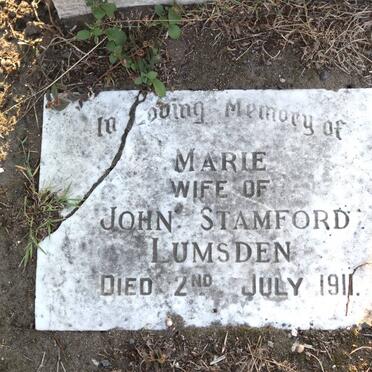 In Loving Memory of
MARIE
WIFE OF
JOHN STAMFORD
LUMSDEN
DIED 2ND JULY 1911.